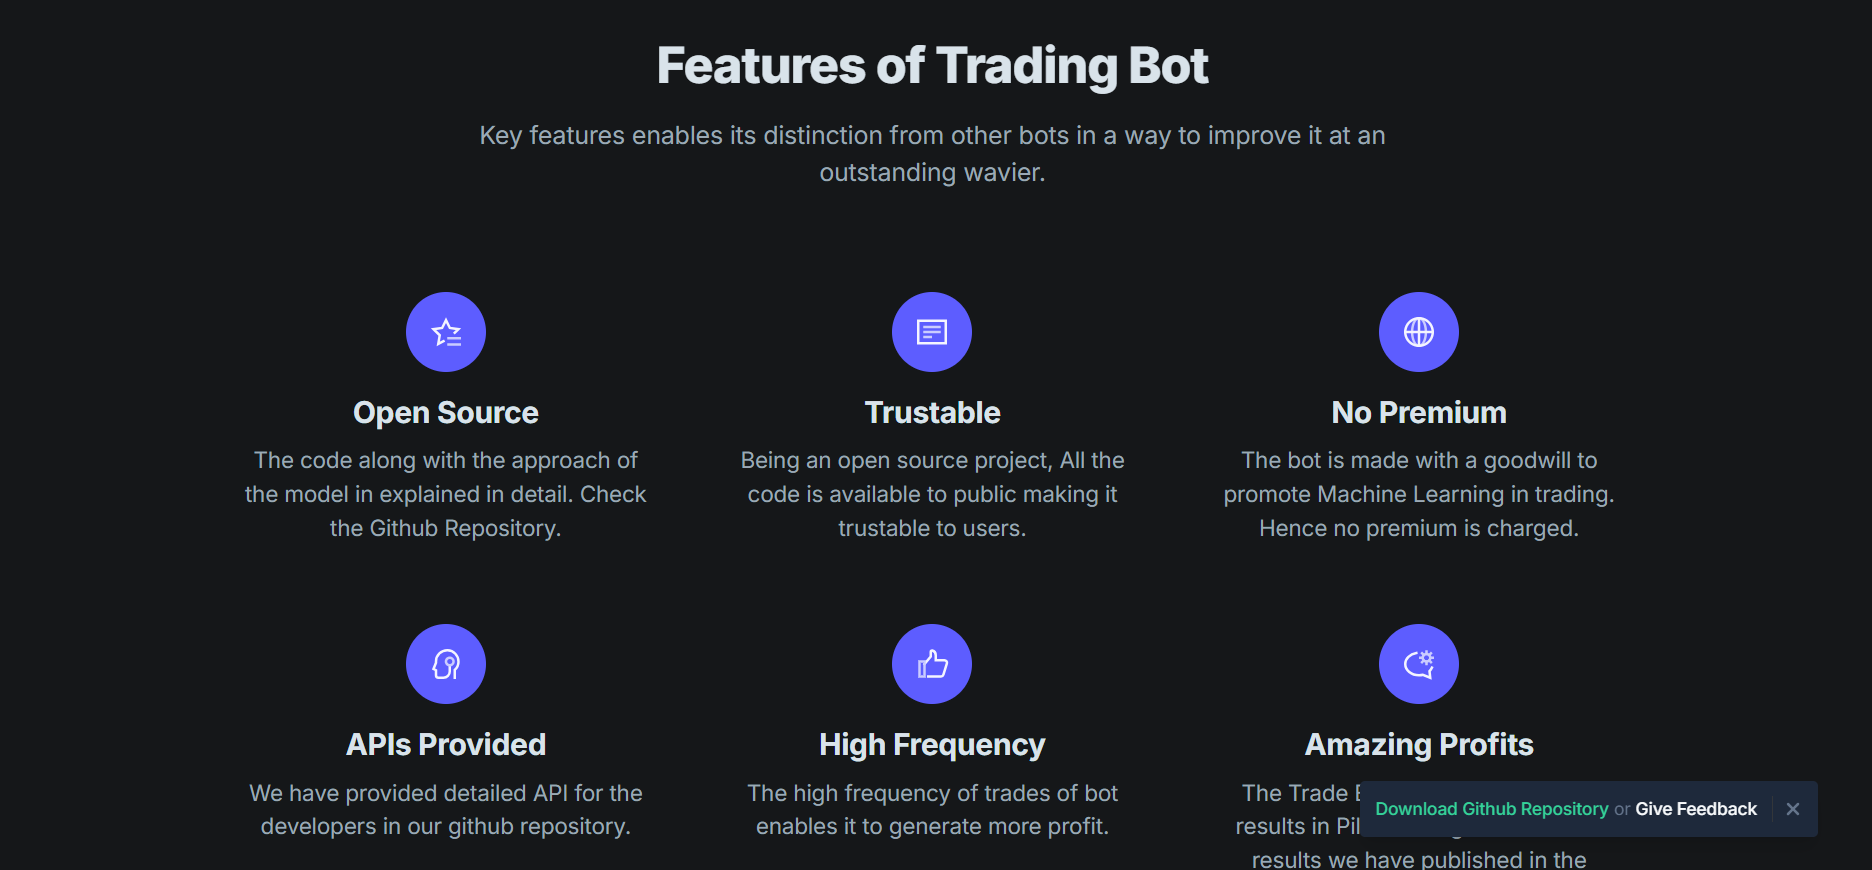 Features of Trading Bot
Key features enables its distinction from other bots in a way to improve it at an
outstanding wavier.
Open Source
The code along with the approach of
the model in explained in detail. Check
the Github Repository.
Trustable
Being an open source project, All the
code is available to public making it
trustable to users.
No Premium
The bot is made with a goodwill to
promote Machine Learning in trading.
Hence no premium is charged.
APIs Provided
We have provided detailed API for the
developers in our github repository.
High Frequency
The high frequency of trades of bot
enables it to generate more profit.
Amazing Profits
The Trade
results in
results we have published in the
Download Github Repository or Give Feedback